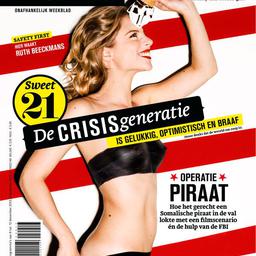 ONAFHANKELIJK WEEKBLAD
SAFETY FIRST
HOE MAAKT
RUTH BEECKMANS
Sweet
21
De CRISISgeneratie
IS GELUKKIG, OPTIMISTISCH EN BRAAF
OPERATIE
PIRAAT
Hoe het gerecht een
Somalische piraat in de val
lokte met een filmscenario
én de hulp van de FBI